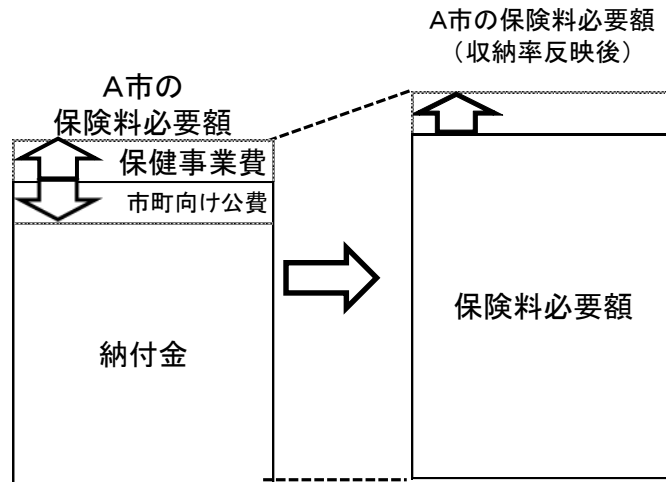 A市の
保険料必要額
保健事業費
市町向け公費
納付金
A市の保険料必要額
（収納率反映後）
保険料必要額